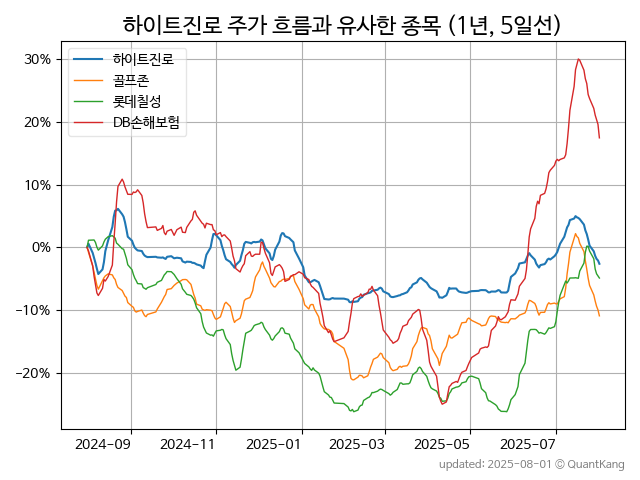 하이트진로 주가 흐름과 유사한 종목 (1년, 5일선)
하이트진로
골프존
롯데칠성
DB손해보험
30%
20%
10%
0%
−10%
−20%
2024-09
2024-11
2025-01
2025-03
2025-05
2025-07
updated: 2025-08-01 © QuantKang